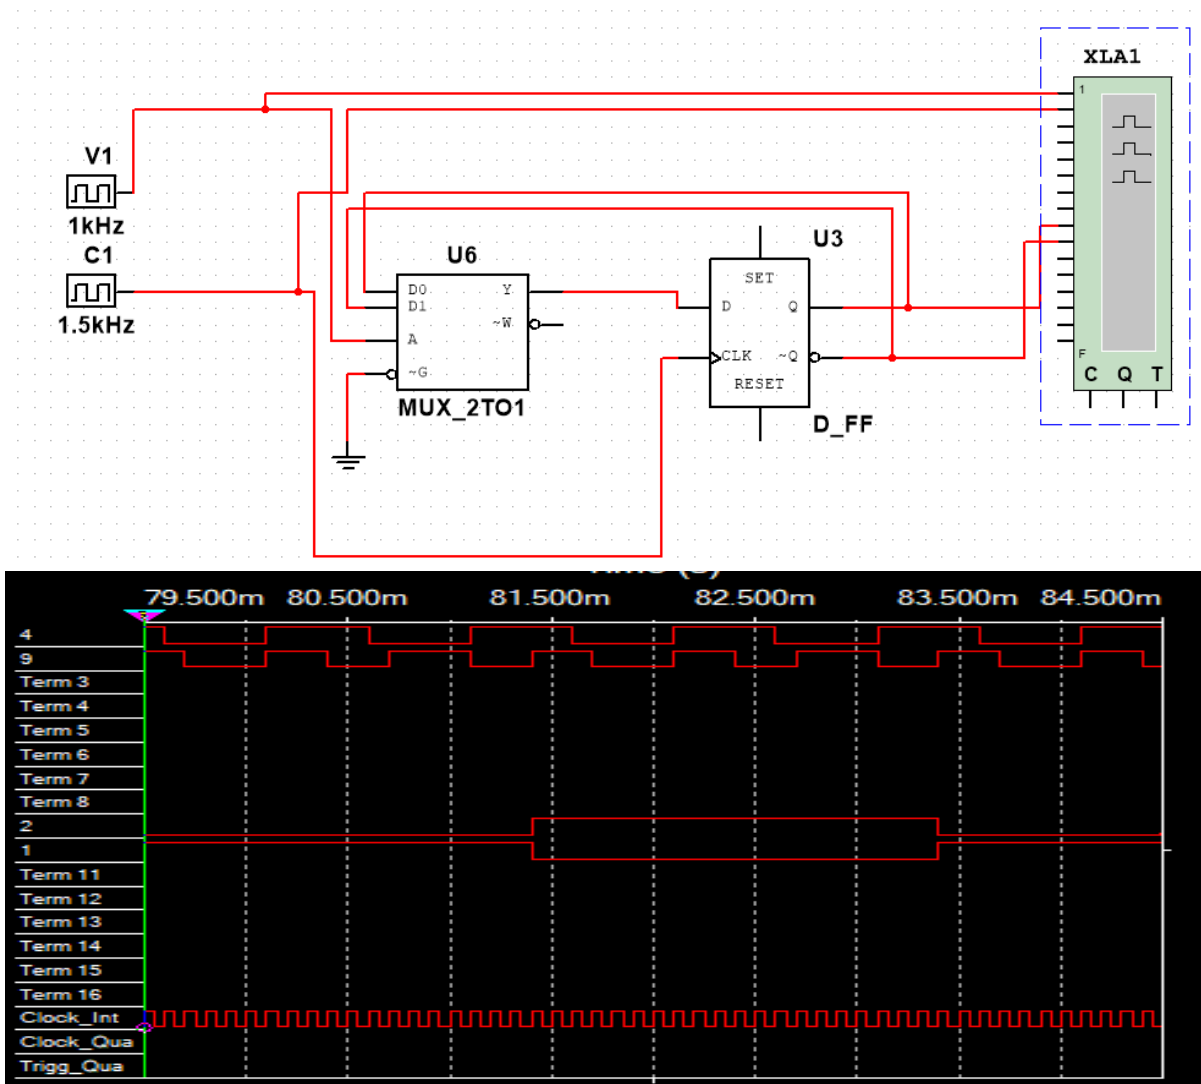 XLA1
1
V1
1kHz
C1
1.5kHz
U6
D0 Y
D1
~W
A
~G
MUX_2TO1
U3
SET
D Q
CLK ~Q
RESET
D_FF
F
C Q T
79.500m 80.500m 81.500m 82.500m 83.500m 84.500m
4
9
Term 3
Term 4
Term 5
Term 6
Term 7
Term 8
2
1
Term 11
Term 12
Term 13
Term 14
Term 15
Term 16
Clock_Int
Clock_Qua
Trigg_Qua